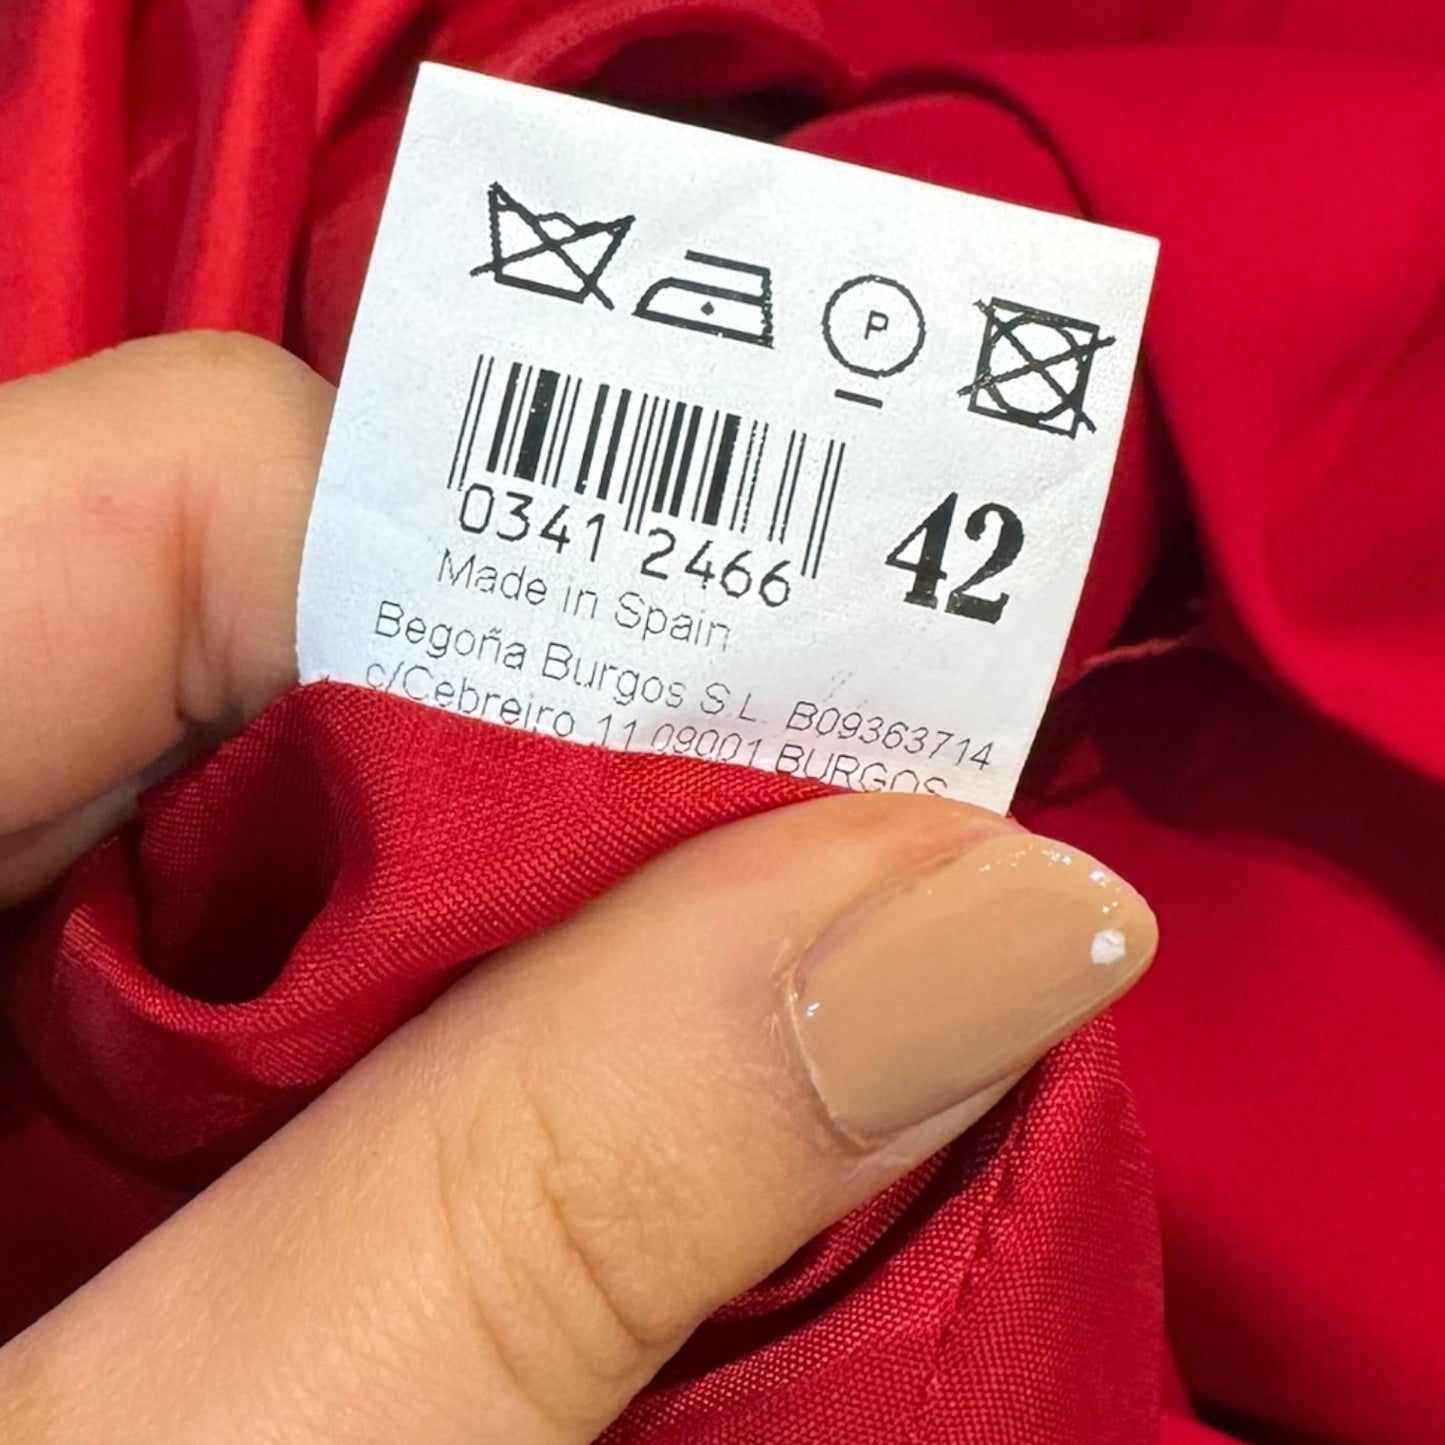 P
0341 2466
42
Made in Spain
Begoña Burgos S.L. B09363714
c/Cebreiro 11 09001 BURGOS